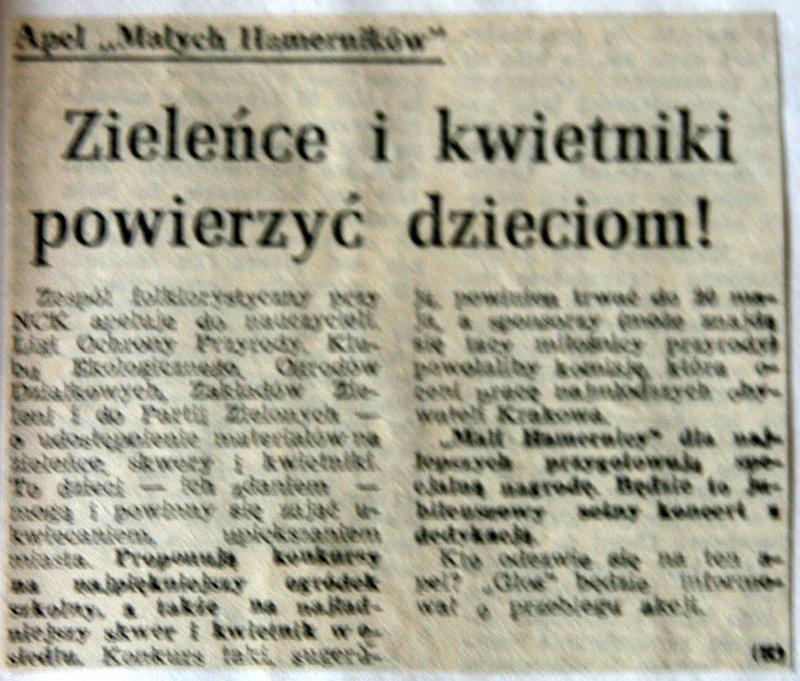 Apel „Małych Hamerników"
Zieleńce i kwietniki
powierzyć dzieciom!
Zespół folklorystyczny przy
NCK apeluje do nauczycieli,
Ligi Ochrony Przyrody, Klu-
bu Ekologicznego, Ogrodów
Działkowych, Zakładów Zie-
leni i do Partii Zielonych —
o udostępnienie materiałów na
zieleńce, skwery i kwietniki.
To dzieci — ich zdaniem —
mogą i powinny się zająć u-
kwiecaniem, upiększaniem
miasta. Proponują konkursy
na najpiękniejszy ogródek
szkolny, a także na najład-
niejszy skwer i kwietnik w o-
siedlu. Konkurs taki, sugeru-
ją, powinien trwać do 30 ma-
ja, a sponsorzy (może znajdą
się tacy miłośnicy przyrody)
powołaliby komisję, która o-
ceni pracę najmłodszych oby-
wateli Krakowa.
„Mali Hamernicy" dla naj-
lepszych przygotowują spe-
cjalną nagrodę. Będzie to ju-
bileuszowy solny koncert z
dedykacją.
Kto odezwie się na ten a-
pel? „Głos" będzie informo-
wał o przebiegu akcji.